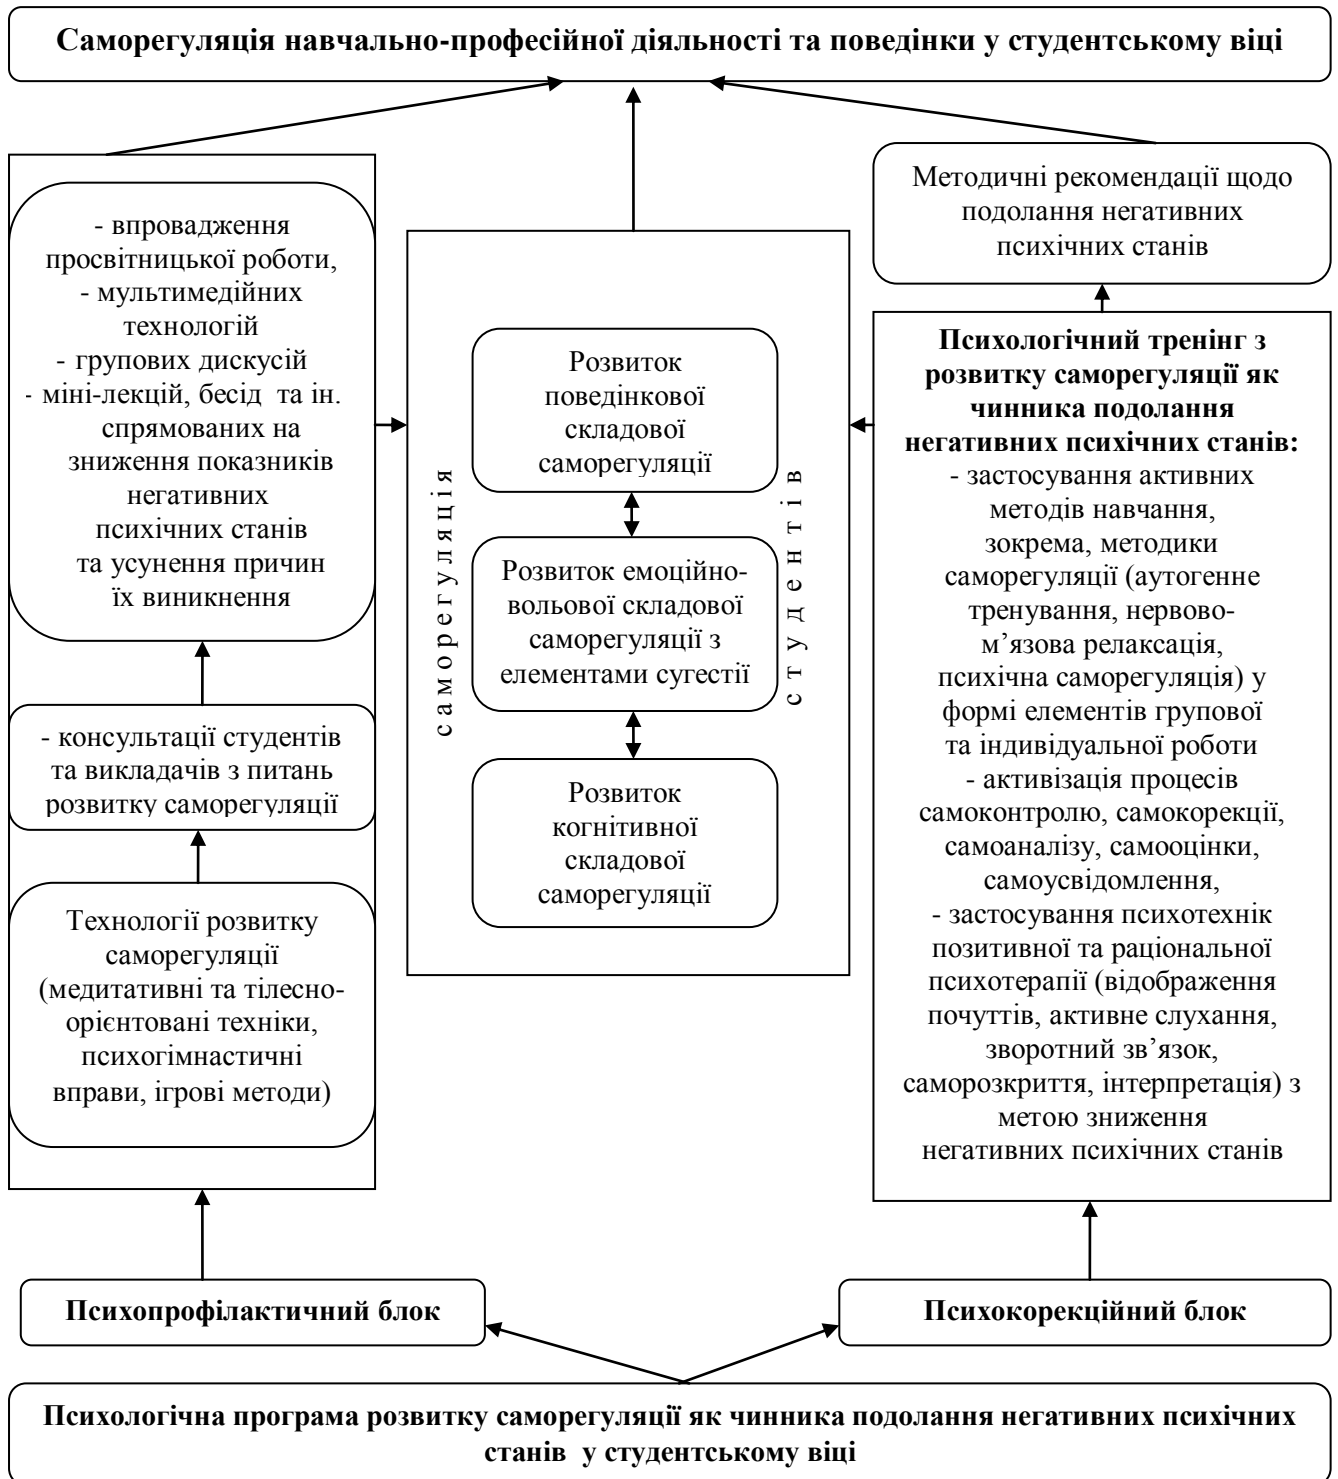 Саморегуляція навчально-професійної діяльності та поведінки у студентському віці
- впровадження
просвітницької роботи,
- мультимедійних
технологій
- групових дискусій
- міні-лекцій, бесід та ін.
спрямованих на
зниження показників
негативних
психічних станів
та усунення причин
їх виникнення
- консультації студентів
та викладачів з питань
розвитку саморегуляції
Технології розвитку
саморегуляції
(медитативні та тілесно-
орієнтовані техніки,
психогімнастичні
вправи, ігрові методи)
саморегуляція
Розвиток
поведінкової
складової
саморегуляції
Розвиток емоційно-
вольової складової
саморегуляції з
елементами сугестії
Розвиток
когнітивної
складової
саморегуляції
студентів
Методичні рекомендації щодо
подолання негативних
психічних станів
Психологічний тренінг з
розвитку саморегуляції як
чинника подолання
негативних психічних станів:
- застосування активних
методів навчання,
зокрема, методики
саморегуляції (аутогенне
тренування, нервово-
м’язова релаксація,
психічна саморегуляція) у
формі елементів групової
та індивідуальної роботи
- активізація процесів
самоконтролю, самокорекції,
самоаналізу, самооцінки,
самоусвідомлення,
- застосування психотехнік
позитивної та раціональної
психотерапії (відображення
почуттів, активне слухання,
зворотний зв’язок,
саморозкриття, інтерпретація) з
метою зниження
негативних психічних станів
Психопрофілактичний блок
Психокорекційний блок
Психологічна програма розвитку саморегуляції як чинника подолання негативних психічних
станів у студентському віці